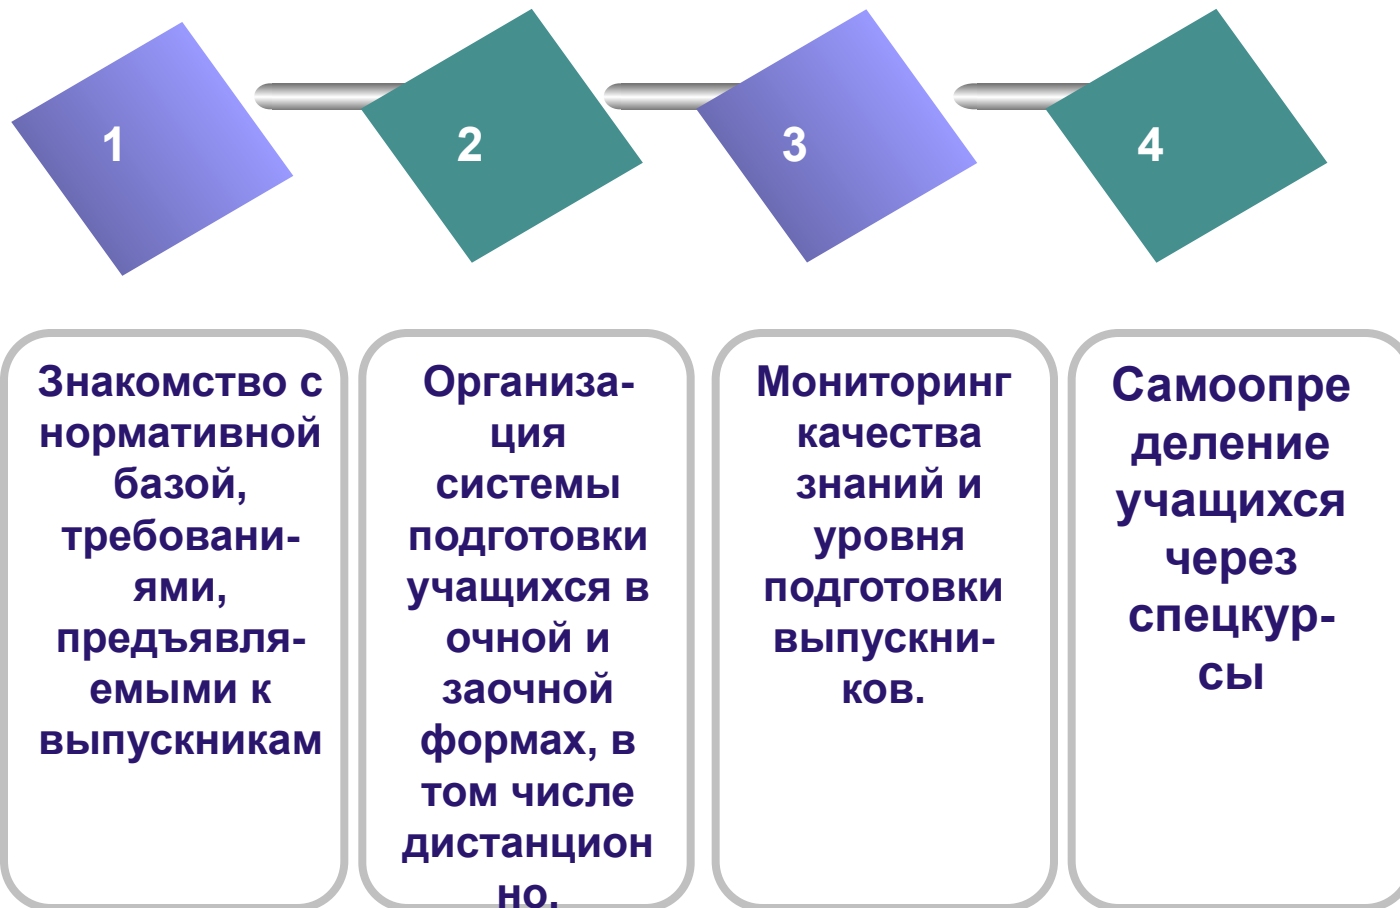 1
2
3
4
Знакомство с
нормативной
базой,
требовани-
ями,
предъявля-
емыми к
выпускникам
Организа-
ция
системы
подготовки
учащихся в
очной и
заочной
формах, в
том числе
дистанцион
но.
Мониторинг
качества
знаний и
уровня
подготовки
выпускни-
ков.
Самоопре
деление
учащихся
через
спецкур-
сы